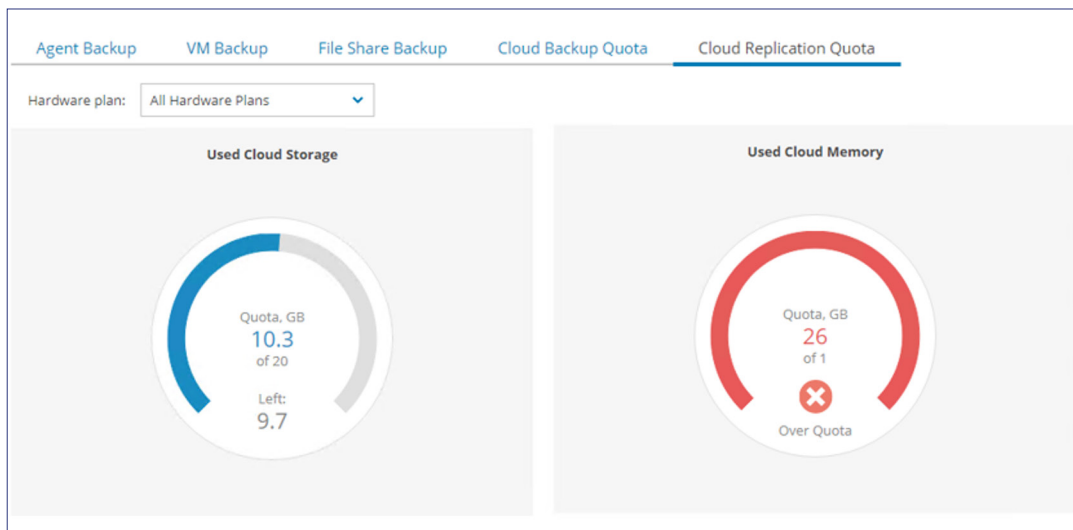 Agent Backup VM Backup File Share Backup Cloud Backup Quota Cloud Replication Quota
Hardware plan: All Hardware Plans
Used Cloud Storage
Quota, GB
10.3
of 20
Left:
9.7
Used Cloud Memory
Quota, GB
26
of 1
Over Quota